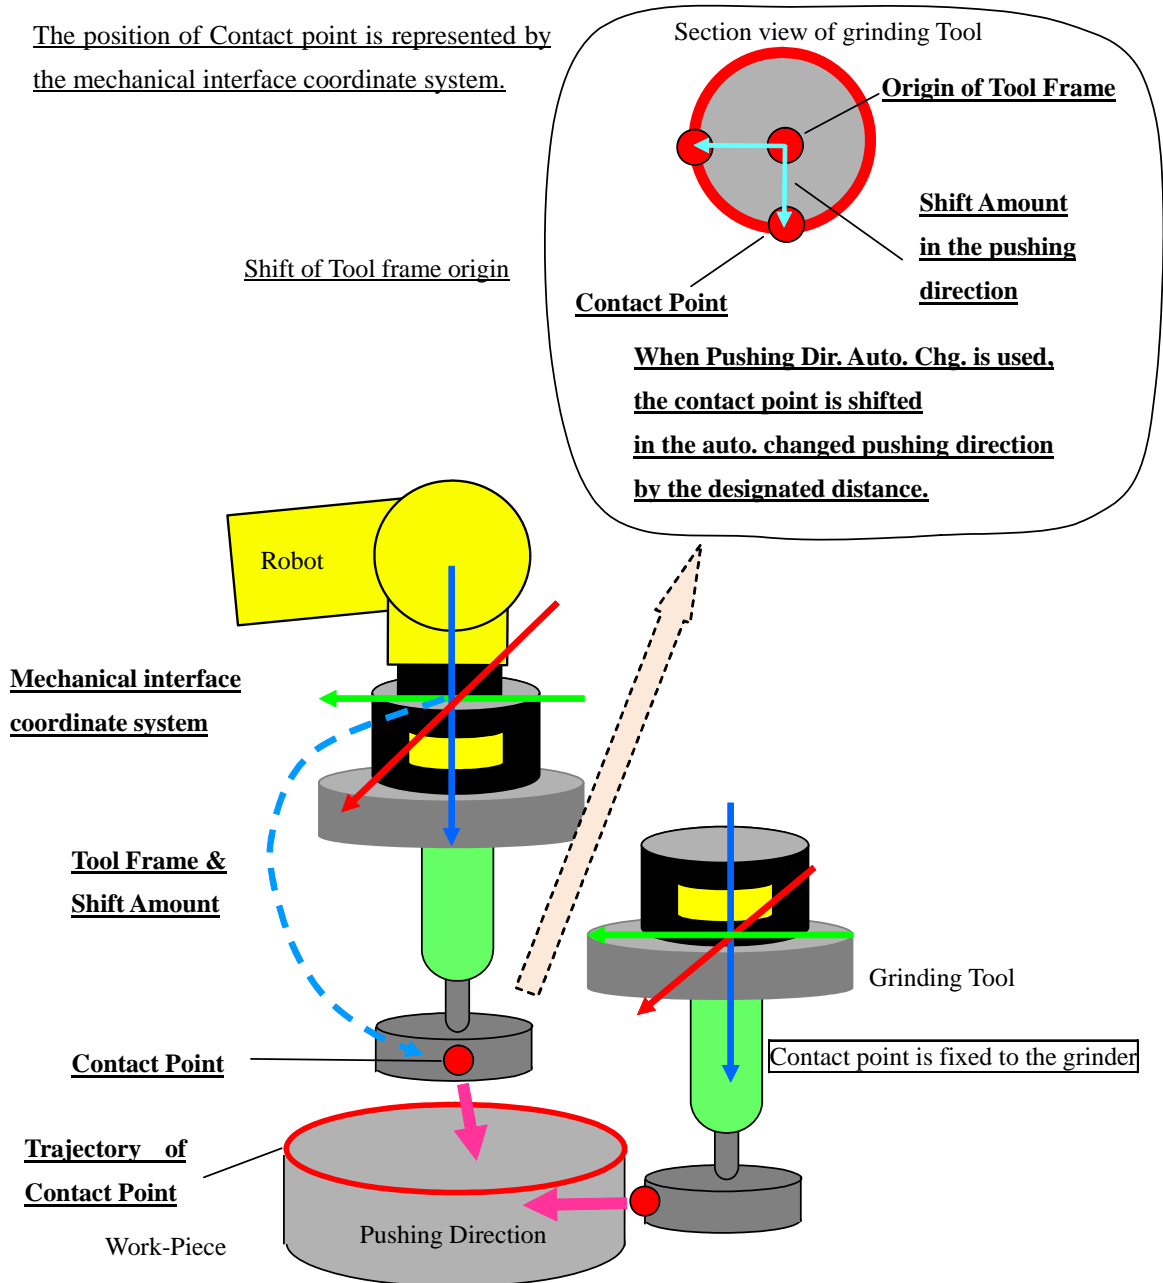 The position of Contact point is represented by
the mechanical interface coordinate system.
Section view of grinding Tool
Origin of Tool Frame
Shift Amount
in the pushing
direction
Shift of Tool frame origin
Contact Point
When Pushing Dir. Auto. Chg. is used,
the contact point is shifted
in the auto. changed pushing direction
by the designated distance.
Robot
Mechanical interface
coordinate system
Tool Frame &
Shift Amount
Grinding Tool
Contact point is fixed to the grinder
Contact Point
Trajectory of
Contact Point
Pushing Direction
Work-Piece